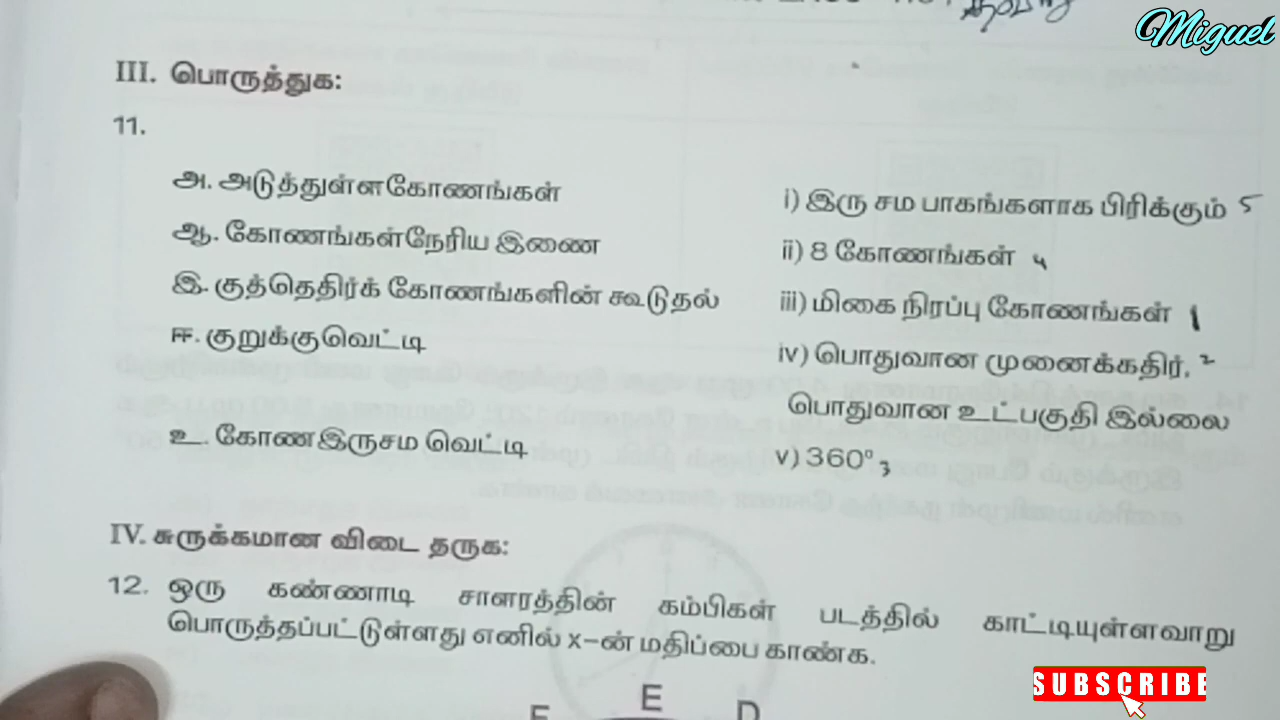 Miguel
III. பொருத்துக:
11.
அ. அடுத்துள்ளகோணங்கள்
i) இரு சம பாகங்களாக பிரிக்கும் 5
ஆ. கோணங்கள்நேரிய இணை
ii) 8 கோணங்கள் 4
இ. குத்தெதிர்க் கோணங்களின் கூடுதல்
iii) மிகை நிரப்பு கோணங்கள் 1
ஈ. குறுக்குவெட்டி
iv) பொதுவான முனைக்கதிர், 2
பொதுவான உட்பகுதி இல்லை
உ. கோணஇருசம வெட்டி
v) 360° 3
IV. சுருக்கமான விடை தருக:
12. ஒரு கண்ணாடி சாளரத்தின் கம்பிகள் படத்தில் காட்டியுள்ளவாறு
பொருத்தப்பட்டுள்ளது எனில் x-ன் மதிப்பை காண்க.
SUBSCRIBE
F E D